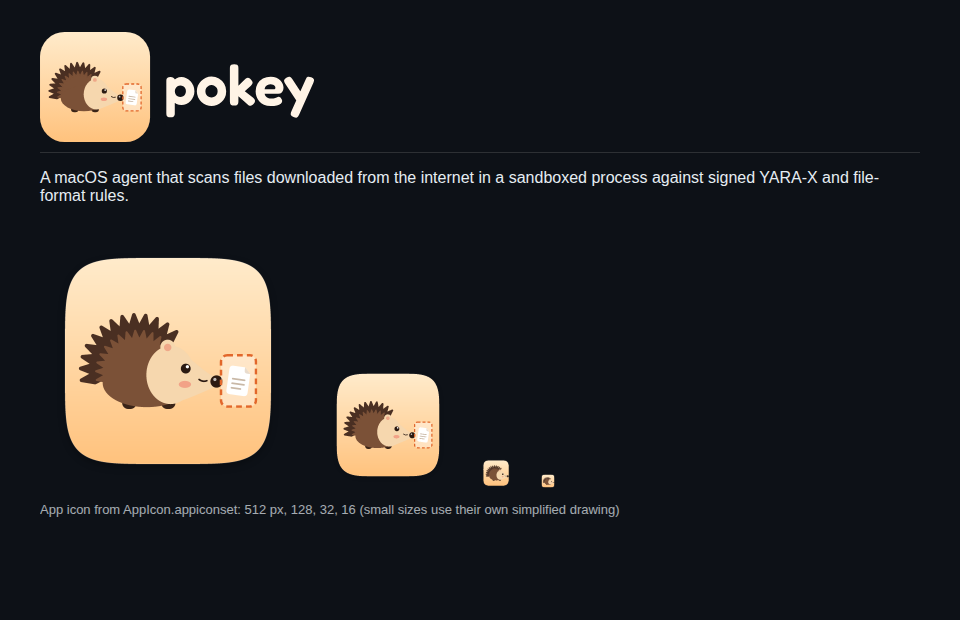 pokey
A macOS agent that scans files downloaded from the internet in a sandboxed process against signed YARA-X and file-
format rules.
App icon from AppIcon.appiconset: 512 px, 128, 32, 16 (small sizes use their own simplified drawing)